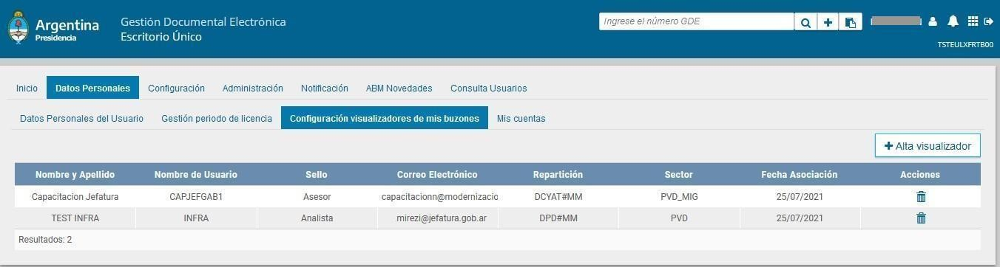 Argentina
Presidencia
Gestión Documental Electrónica
Escritorio Único
Ingrese el número GDE
TSTEULXFRTB00
Inicio Datos Personales Configuración Administración Notificación ABM Novedades Consulta Usuarios
Datos Personales del Usuario Gestión periodo de licencia Configuración visualizadores de mis buzones Mis cuentas
Alta visualizador
Nombre y Apellido Nombre de Usuario Sello Correo Electrónico Repartición Sector Fecha Asociación Acciones
Capacitacion Jefatura CAPJEFGAB1 Asesor capacitacionn@modernizacio DCYAT#MM PVD_MIG 25/07/2021
TEST INFRA INFRA Analista mirezi@jefatura.gob.ar DPD#MM PVD 25/07/2021
Resultados: 2